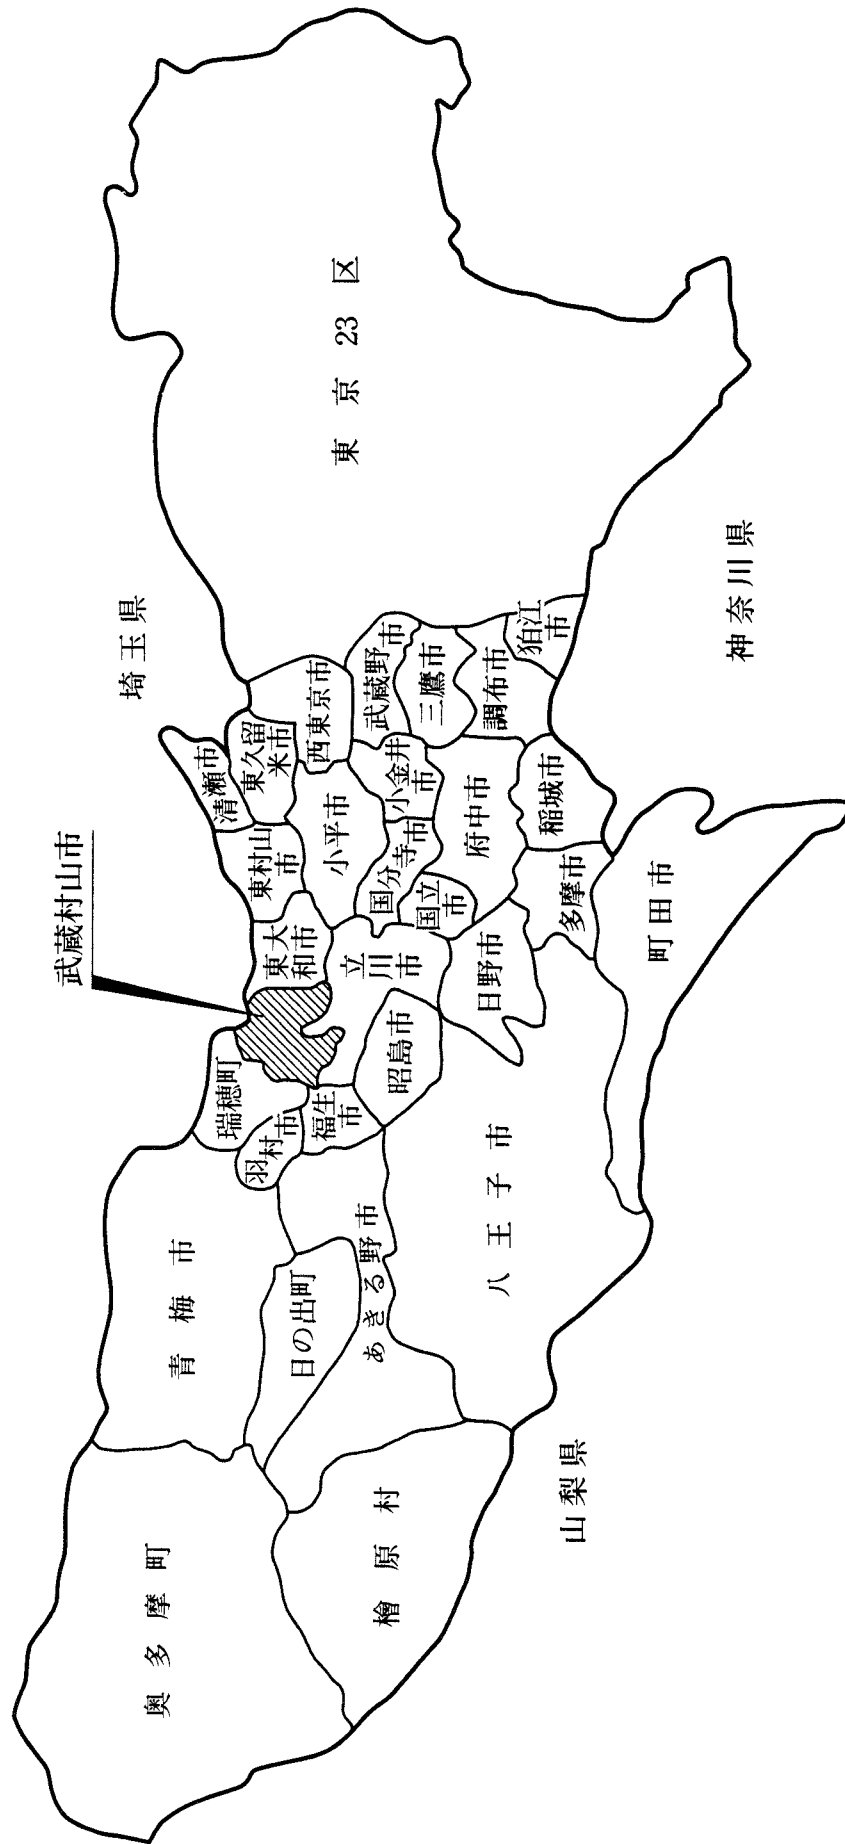 武蔵村山市
埼玉県
神奈川県
山梨県
奥多摩町
檜原村
青梅市
日の出町
あきる野市
八王子市
町田市
瑞穂町
羽村市
福生市
昭島市
立川市
東大
和市
東村山
市
清瀬市
東久留
米市
西東京市
小平市
国分寺市
国立
市
小金井
市
武蔵野
市
三鷹市
調布市
狛江
市
府中市
稲城市
多摩市
日野市
東京23区